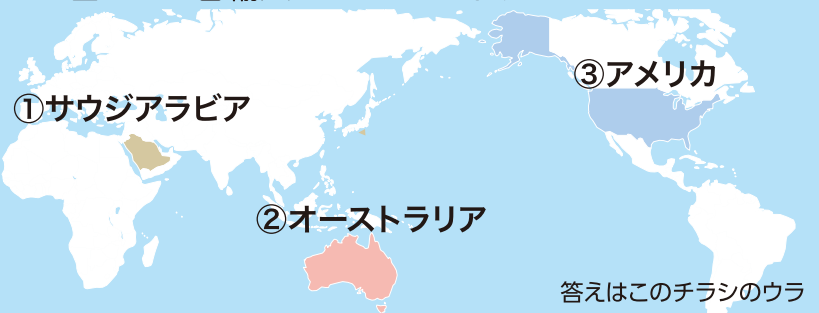 ①サウジアラビア
②オーストラリア
③アメリカ
答えはこのチラシのウラ